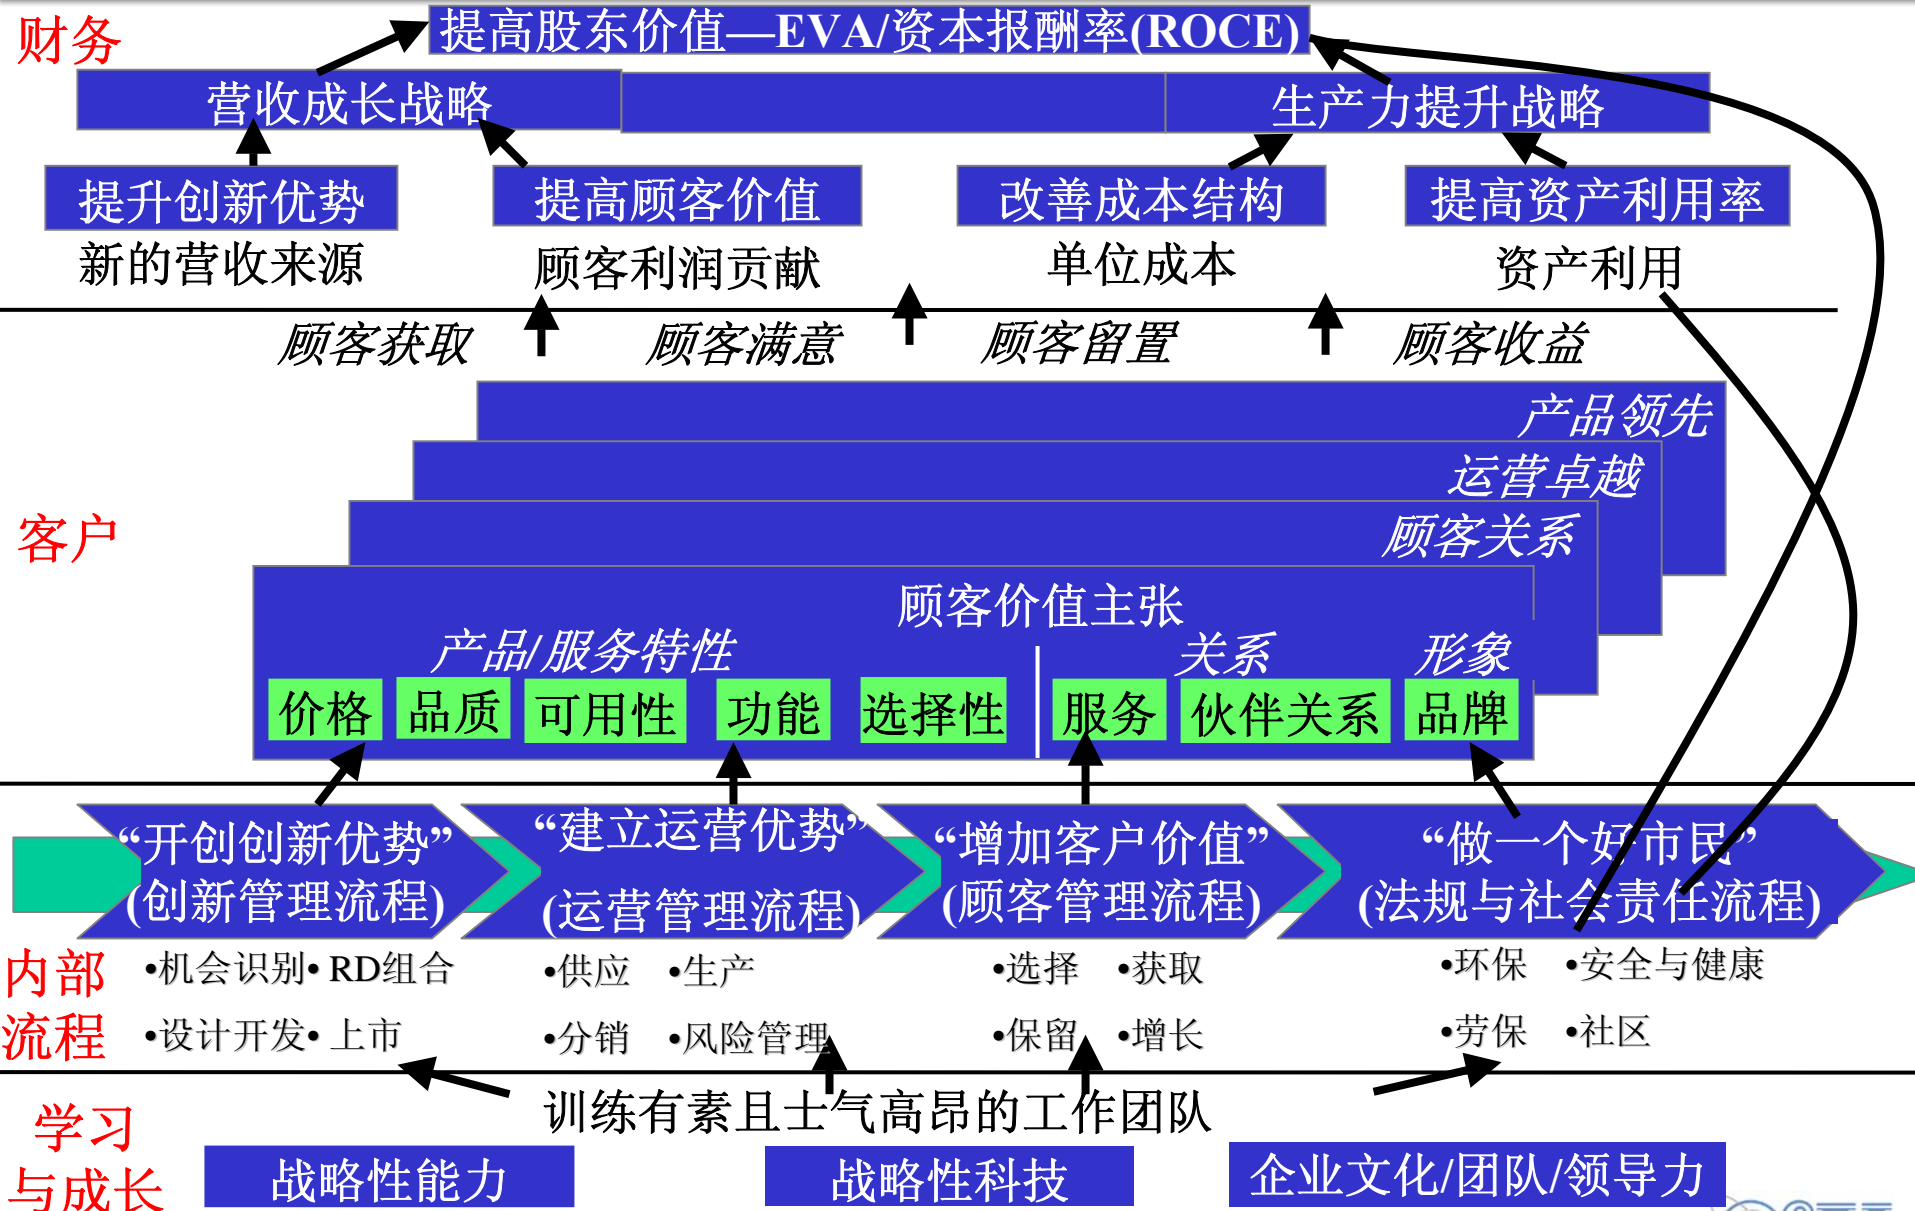 财务
提高股东价值—EVA/资本报酬率(ROCE)
营收成长战略
生产力提升战略
提升创新优势
提高顾客价值
改善成本结构
提高资产利用率
新的营收来源
顾客利润贡献
单位成本
资产利用
顾客获取
顾客满意
顾客留置
顾客收益
客户
产品领先
运营卓越
顾客关系
顾客价值主张
产品/服务特性
关系
形象
价格
品质
可用性
功能
选择性
服务
伙伴关系
品牌
内部
流程
“开创创新优势”
(创新管理流程)
“建立运营优势”
(运营管理流程)
“增加客户价值”
(顾客管理流程)
“做一个好市民”
(法规与社会责任流程)
•机会识别• RD组合
•设计开发• 上市
•供应 •生产
•分销 •风险管理
•选择 •获取
•保留 •增长
•环保 •安全与健康
•劳保 •社区
学习
与成长
训练有素且士气高昂的工作团队
战略性能力
战略性科技
企业文化/团队/领导力